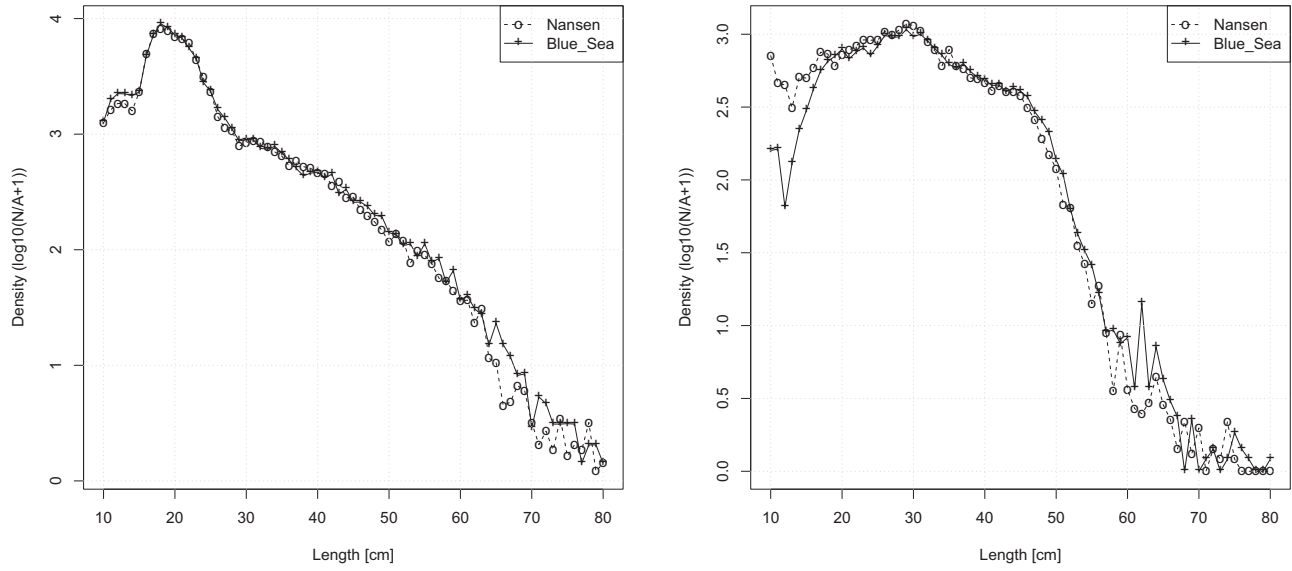 Nansen
Blue_Sea
Density (log10(N/A+1))
4
3
2
1
0
10 20 30 40 50 60 70 80
Length [cm]
Nansen
Blue_Sea
Density (log10(N/A+1))
3.0
2.5
2.0
1.5
1.0
0.5
0.0
10 20 30 40 50 60 70 80
Length [cm]